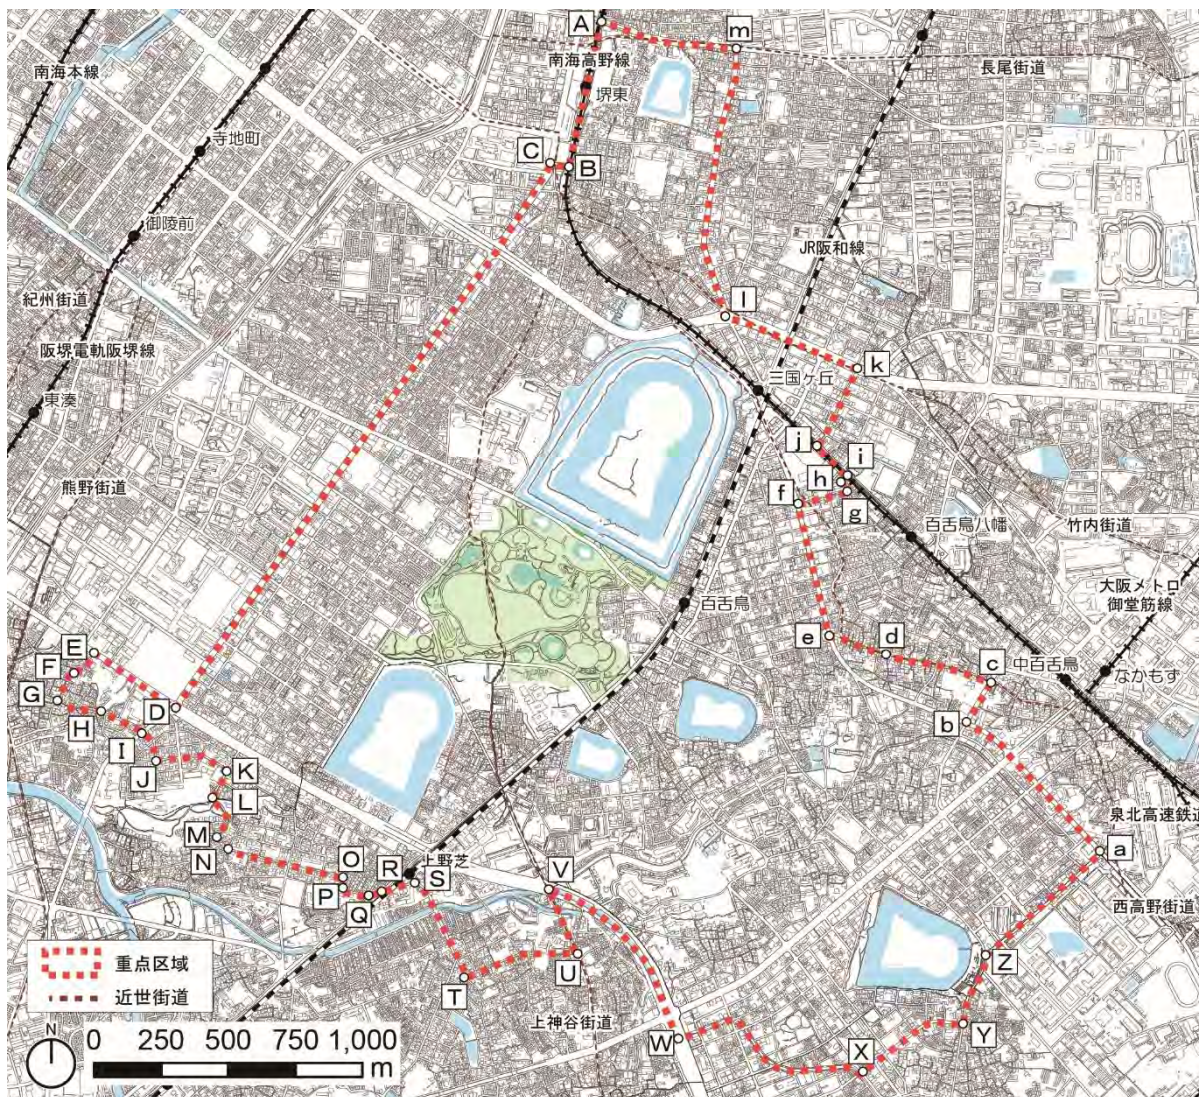 A
m
南海本線
南海高野線
長尾街道
堺東
寺地町
C
B
御陵前
JR阪和線
紀州街道
l
阪堺電軌阪堺線
三国ヶ丘
k
東湊
j
i
h
熊野街道
f
g
百舌鳥八幡
竹内街道
大阪メトロ
御堂筋線
百舌鳥
e
d
E
c
中百舌鳥
なかもず
F
G
D
b
H
I
J
K
L
泉北高速鉄道
M
N
a
O
R
上野芝
S
V
P
Q
西高野街道
重点区域
U
Z
T
近世街道
上神谷街道
W
Y
X
N
0 250 500 750 1,000
m